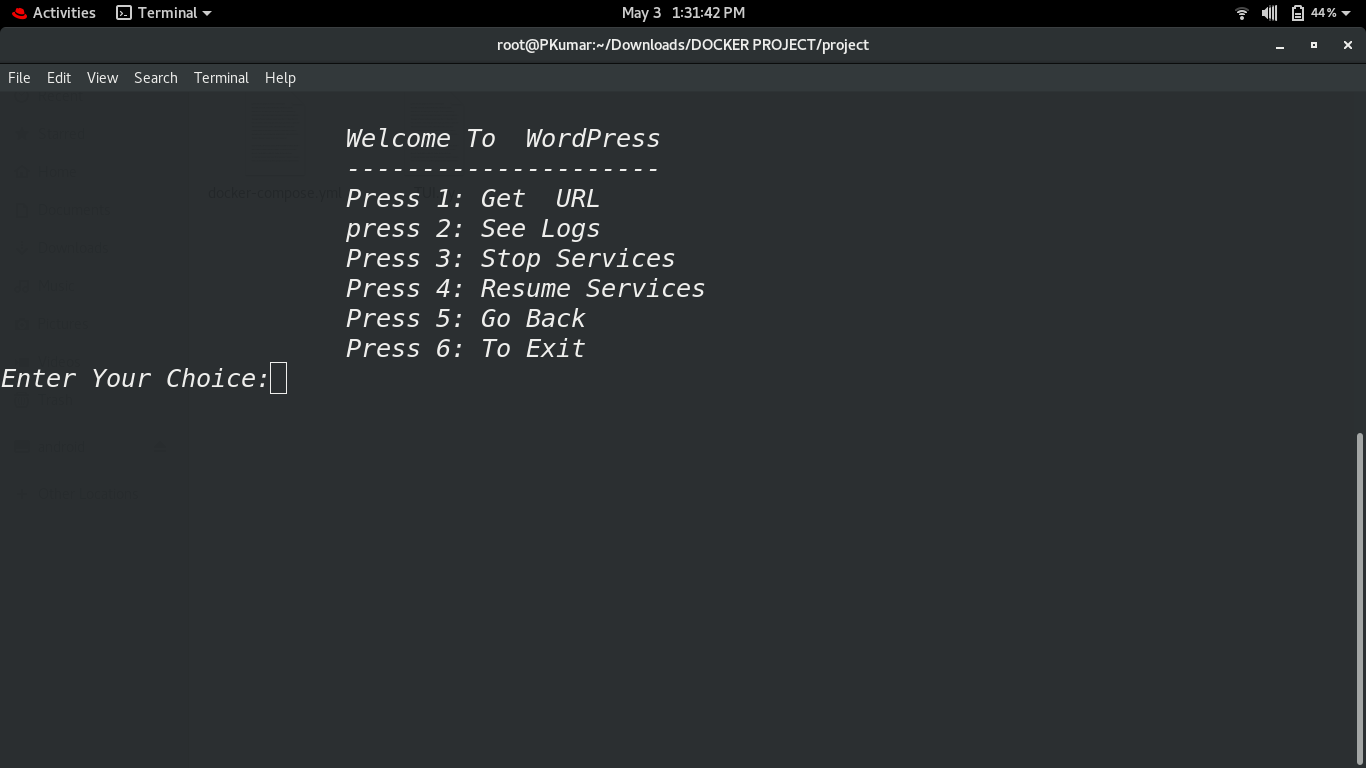 Activities Terminal May 3 1:31:42 PM 44%
root@PKumar:~/Downloads/DOCKER PROJECT/project
File Edit View Search Terminal Help
Welcome To  WordPress
---------------------
Press 1: Get  URL
docker-compose.yml
press 2: See Logs
Press 3: Stop Services
Press 4: Resume Services
Press 5: Go Back
Press 6: To Exit
Enter Your Choice: